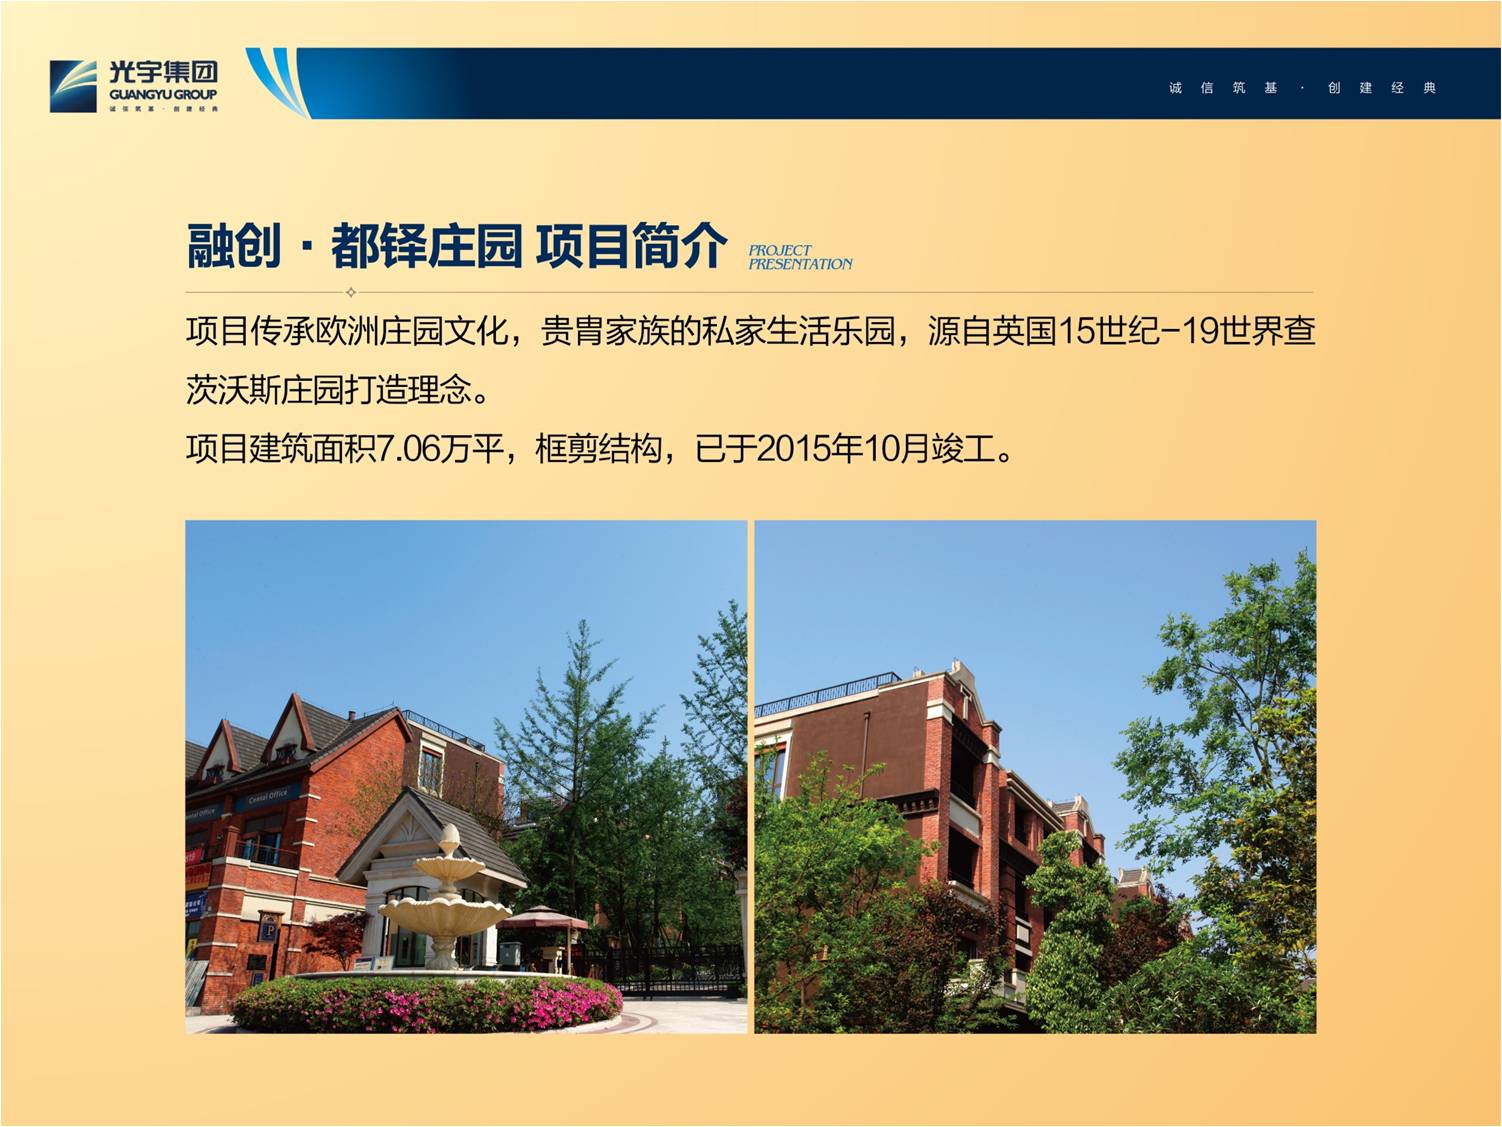 光宇集团
GUANGYU GROUP
诚信筑基·创建经典
诚信筑基·创建经典
融创·都铎庄园 项目简介
PROJECT
PRESENTATION
项目传承欧洲庄园文化，贵胄家族的私家生活乐园，源自英国15世纪-19世界查
茨沃斯庄园打造理念。
项目建筑面积7.06万平，框剪结构，已于2015年10月竣工。
Cental Office
P